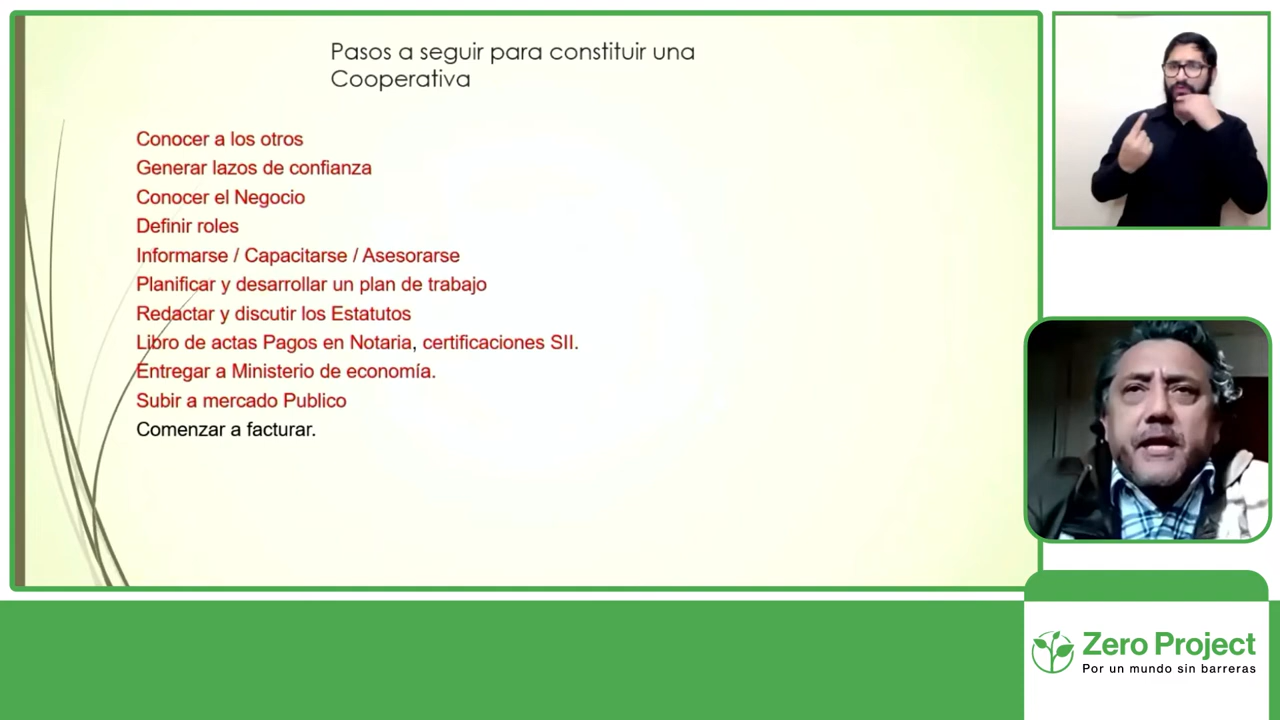 Pasos a seguir para constituir una
Cooperativa
Conocer a los otros
Generar lazos de confianza
Conocer el Negocio
Definir roles
Informarse / Capacitarse / Asesorarse
Planificar y desarrollar un plan de trabajo
Redactar y discutir los Estatutos
Libro de actas Pagos en Notaria, certificaciones SII.
Entregar a Ministerio de economía.
Subir a mercado Publico
Comenzar a facturar.
Zero Project
Por un mundo sin barreras